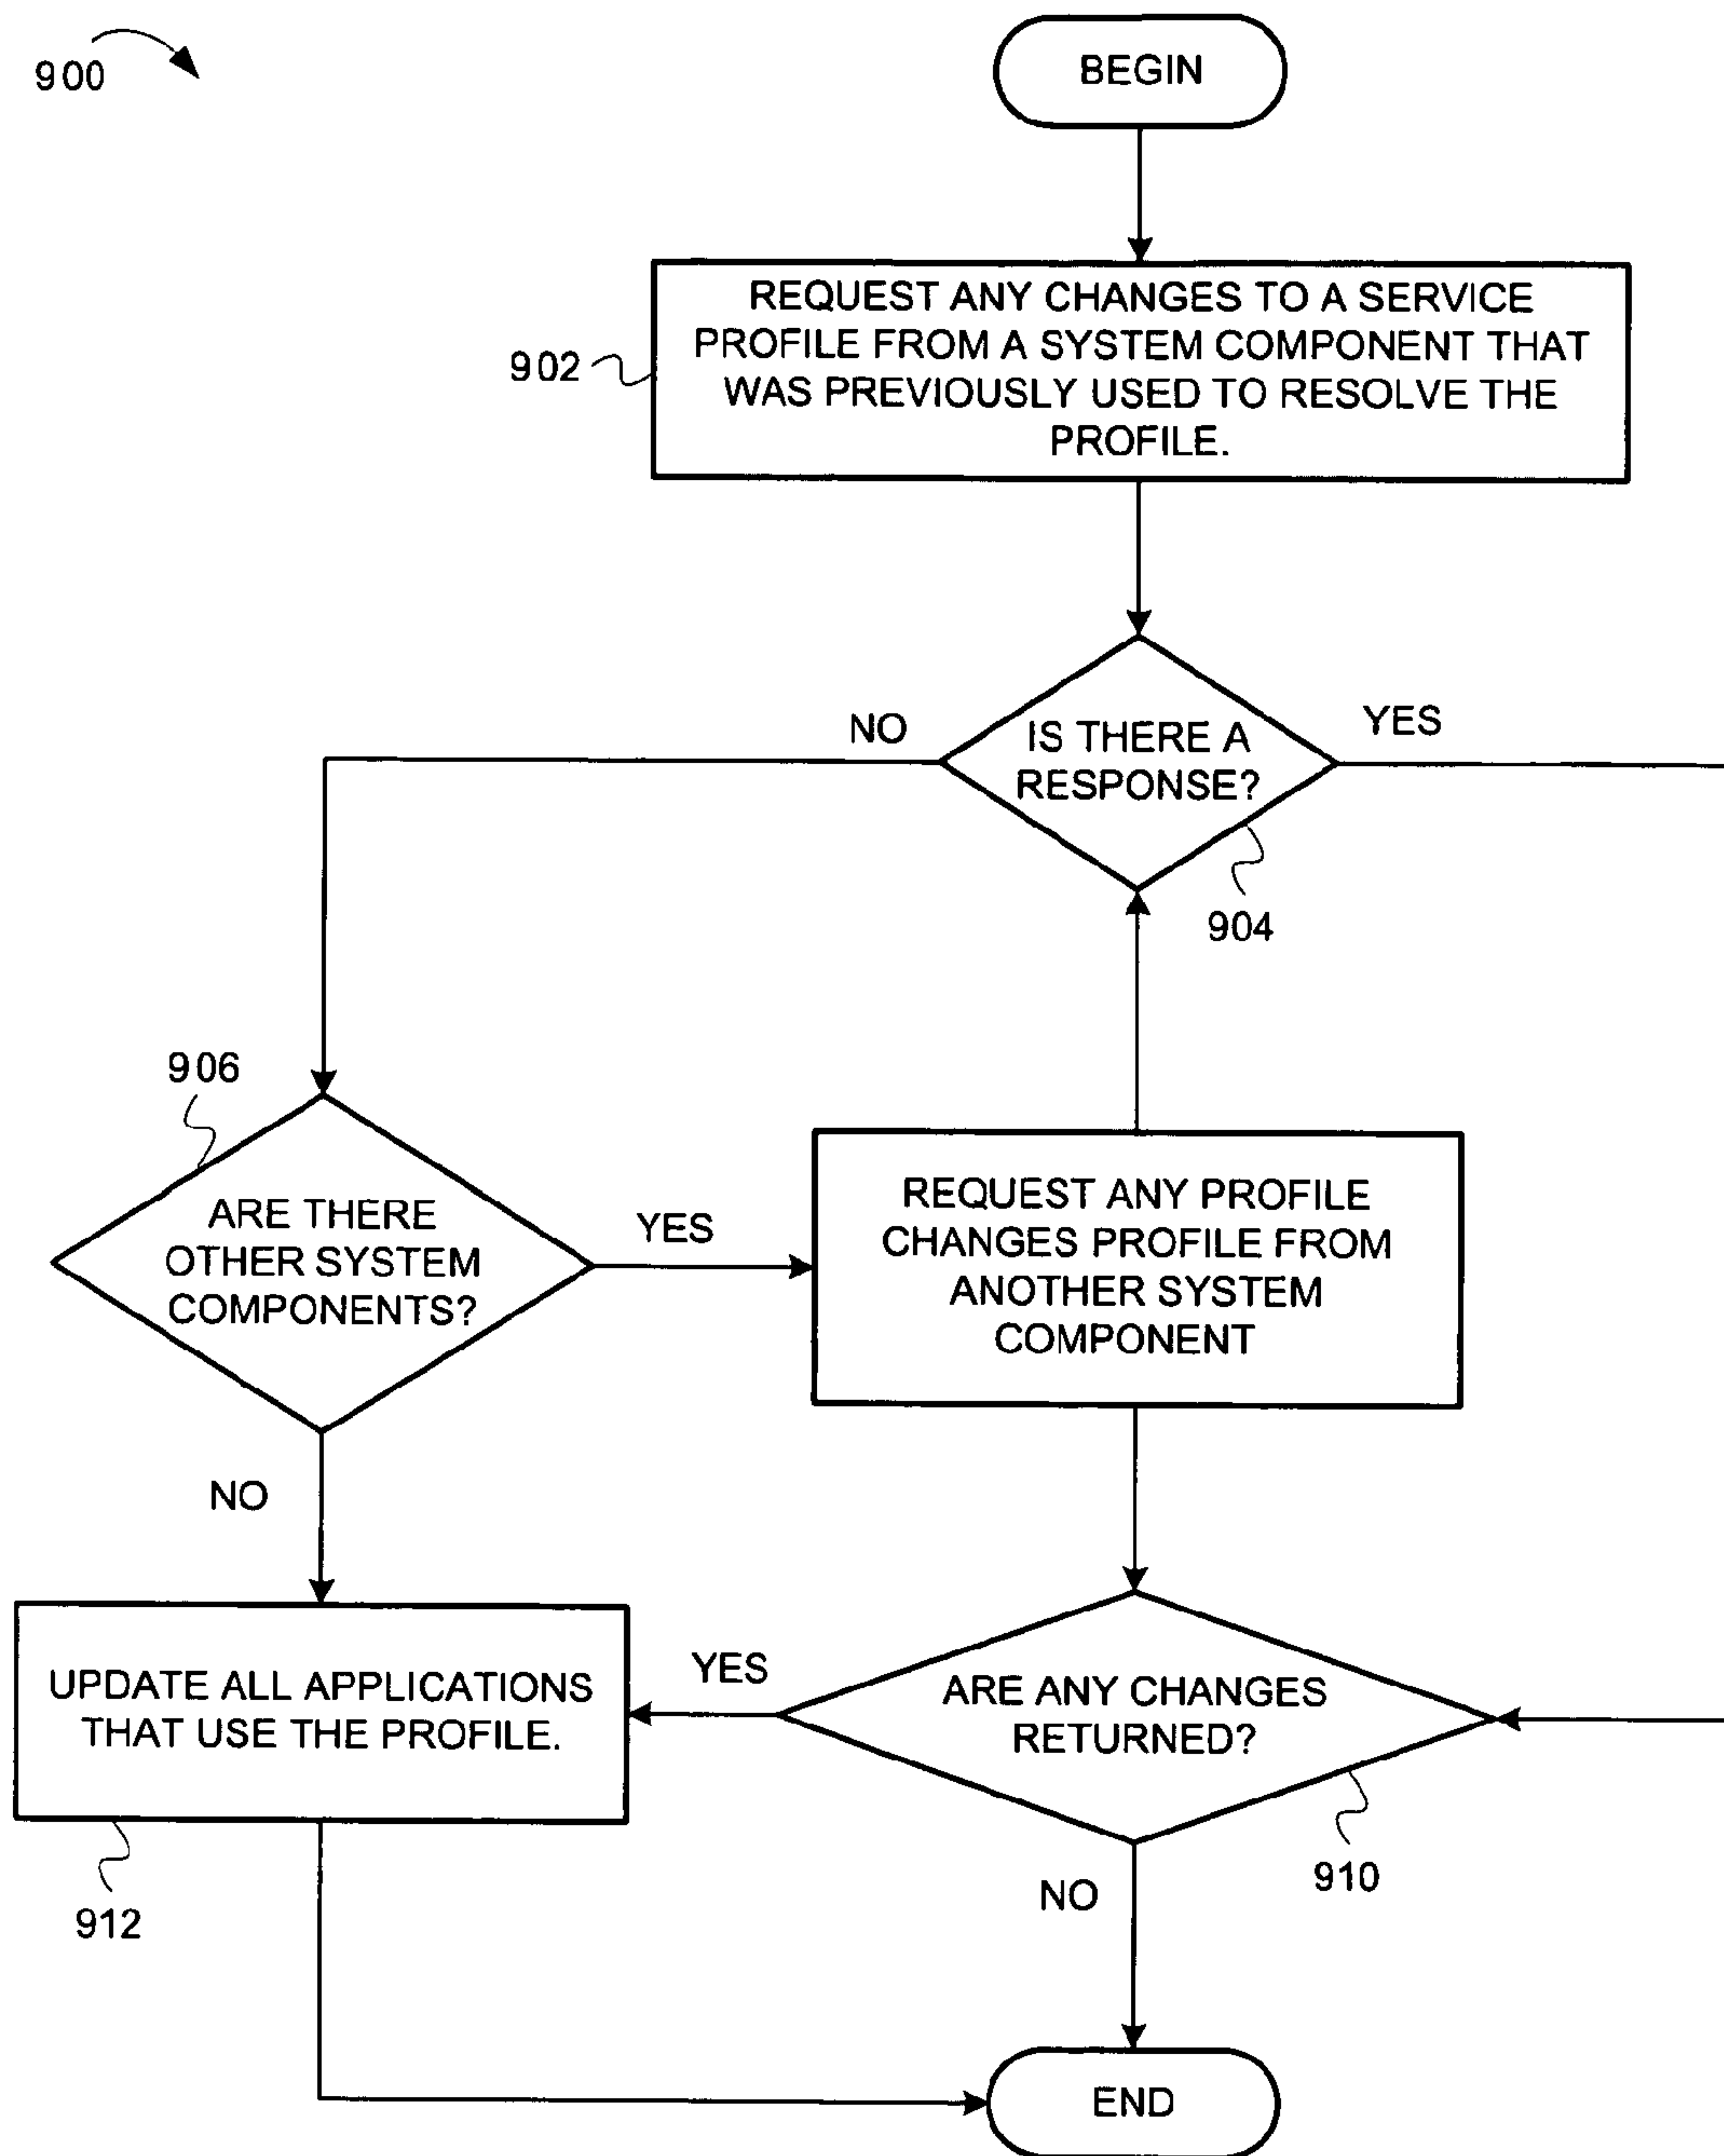 900
BEGIN
REQUEST ANY CHANGES TO A SERVICE
PROFILE FROM A SYSTEM COMPONENT THAT
WAS PREVIOUSLY USED TO RESOLVE THE
PROFILE.
902
NO
IS THERE A
RESPONSE?
YES
904
906
ARE THERE
OTHER SYSTEM
COMPONENTS?
YES
REQUEST ANY PROFILE
CHANGES PROFILE FROM
ANOTHER SYSTEM
COMPONENT
NO
UPDATE ALL APPLICATIONS
THAT USE THE PROFILE.
YES
ARE ANY CHANGES
RETURNED?
912
NO
910
END